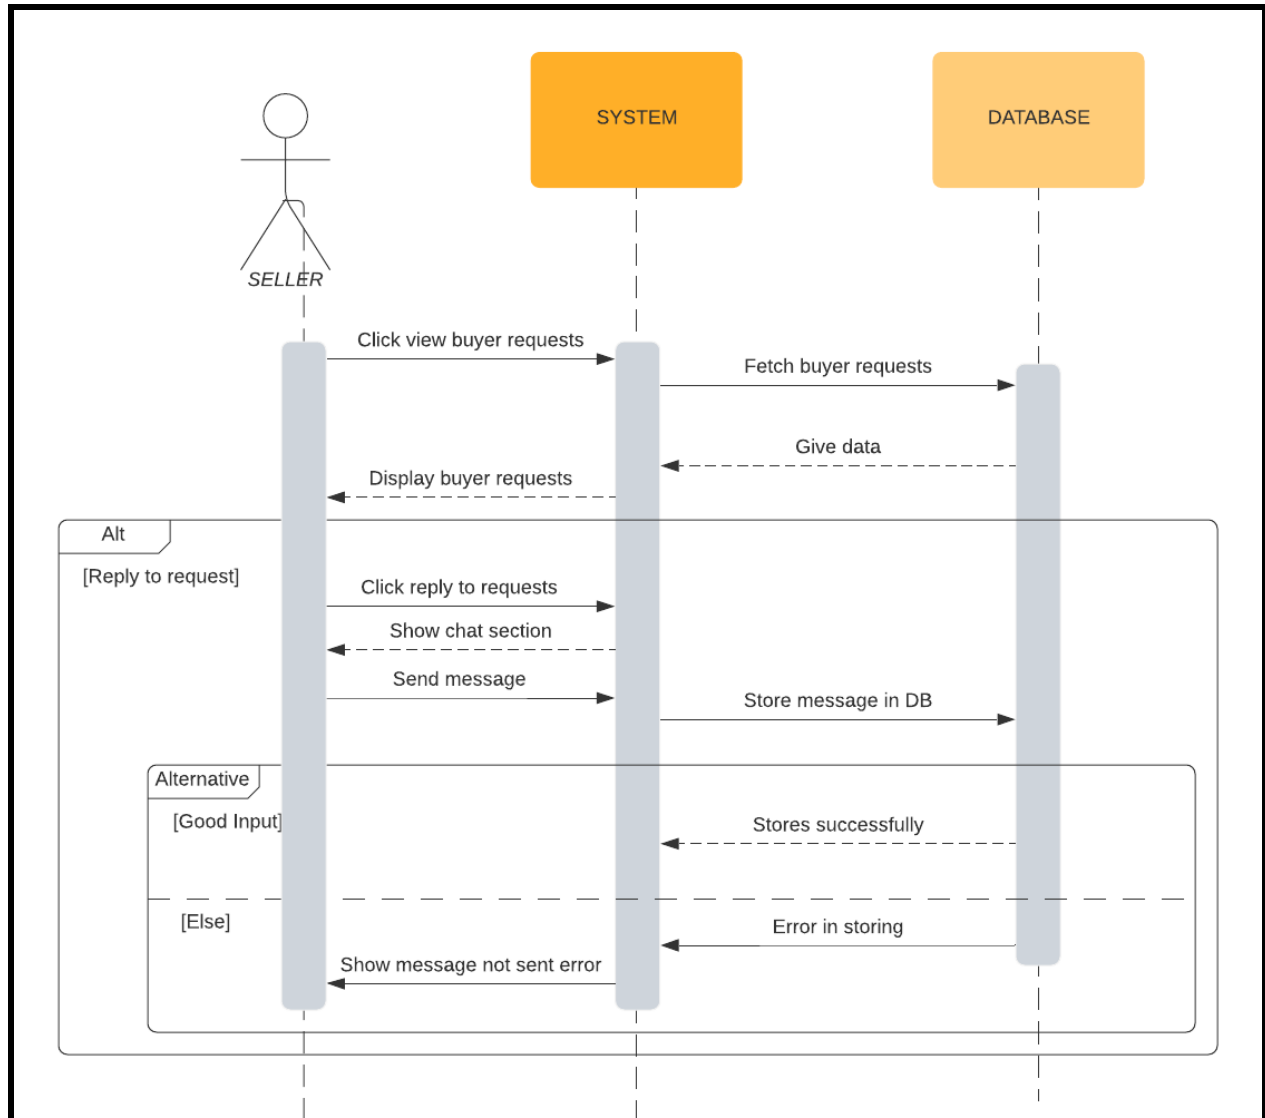 SYSTEM
DATABASE
SELLER
Click view buyer requests
Fetch buyer requests
Give data
Display buyer requests
Alt
[Reply to request]
Click reply to requests
Show chat section
Send message
Store message in DB
Alternative
[Good Input]
Stores successfully
[Else]
Error in storing
Show message not sent error